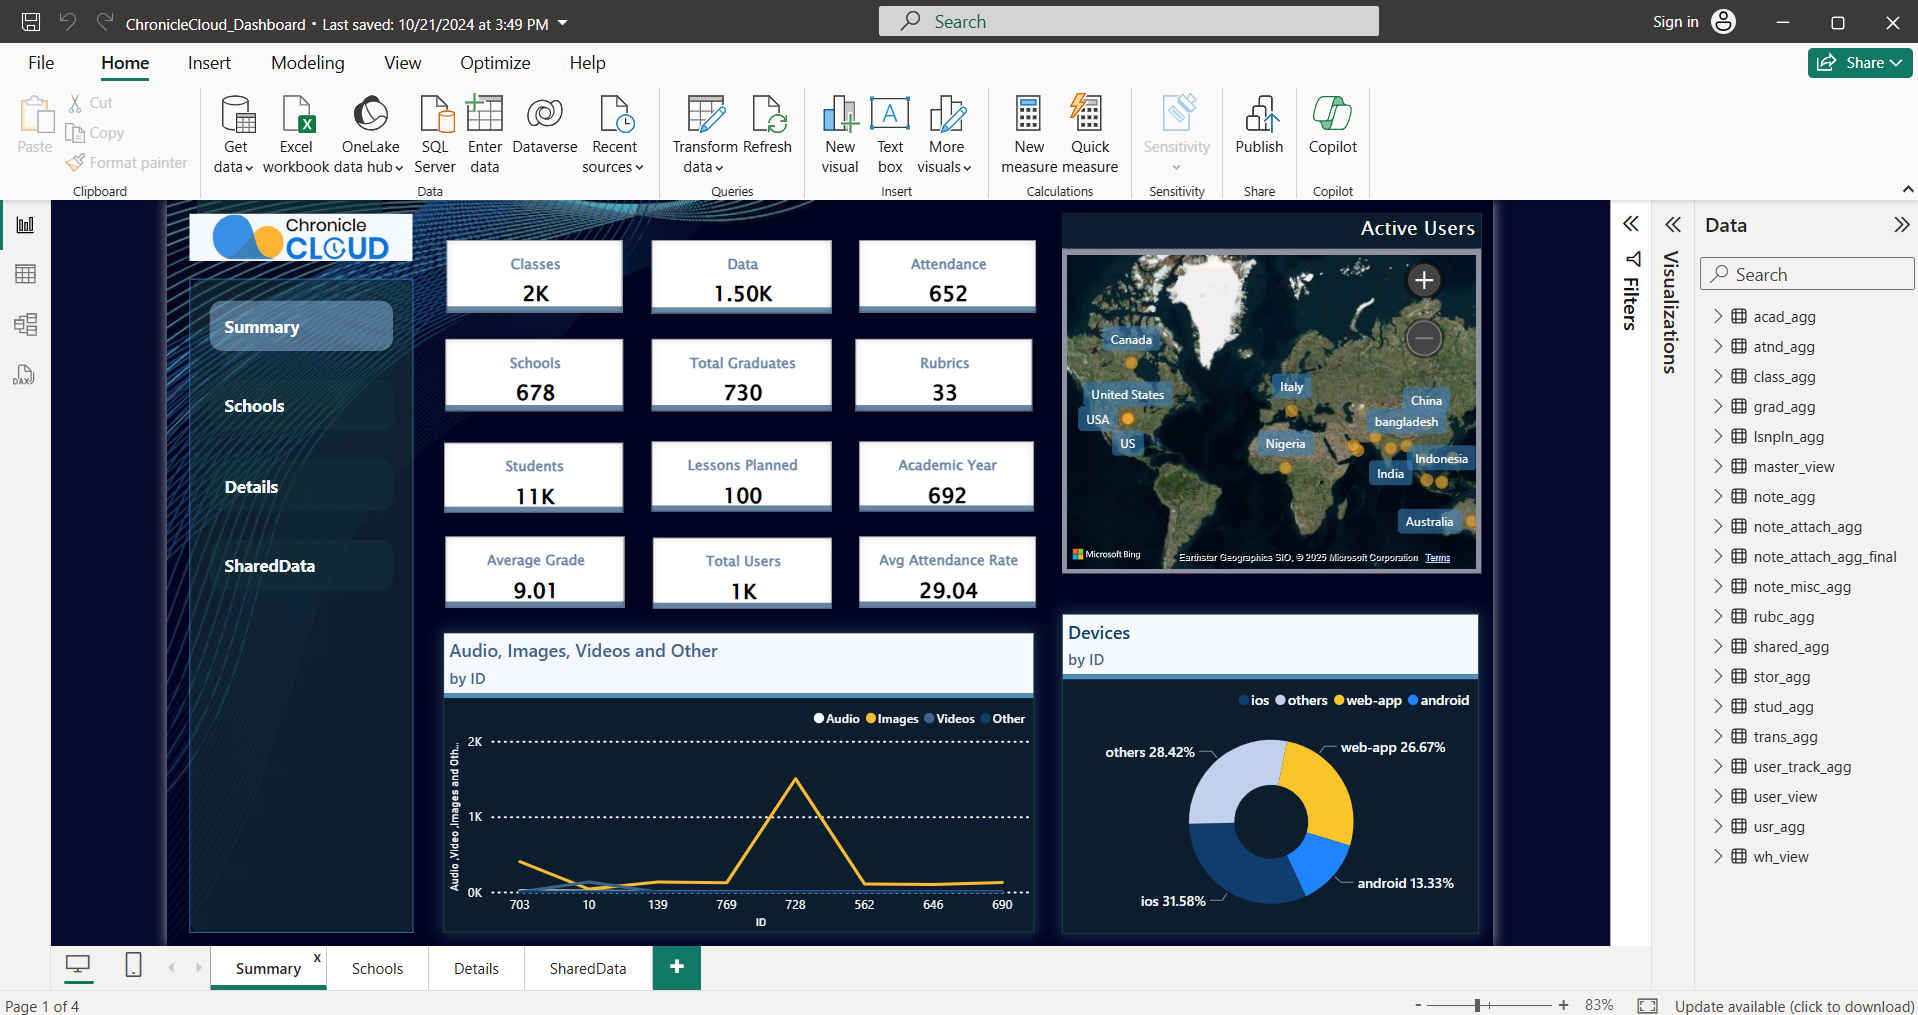 ChronicleCloud_Dashboard • Last saved: 10/21/2024 at 3:49 PM
Search
Sign in
File
Home
Insert
Modeling
View
Optimize
Help
Share
Paste
Cut
Copy
Format painter
Clipboard
Get data
Excel workbook
OneLake data hub
SQL Server
Enter data
Dataverse
Recent sources
Data
Transform data
Refresh
Queries
New visual
Text box
More visuals
Insert
New measure
Quick measure
Calculations
Sensitivity
Sensitivity
Publish
Share
Copilot
Copilot
DAX
Chronicle
CLOUD
Summary
Schools
Details
SharedData
Classes
2K
Data
1.50K
Attendance
652
Schools
678
Total Graduates
730
Rubrics
33
Students
11K
Lessons Planned
100
Academic Year
692
Average Grade
9.01
Total Users
1K
Avg Attendance Rate
29.04
Active Users
Canada
United States
USA
US
Italy
Nigeria
China
bangladesh
Indonesia
India
Australia
Microsoft Bing
Earthstar Geographics SIO, © 2025 Microsoft Corporation Terms
Audio, Images, Videos and Other
by ID
Audio Images Videos Other
Audio ,Video ,Images and Oth...
2K
1K
0K
703 10 139 769 728 562 646 690
ID
Devices
by ID
ios others web-app android
others 28.42%
web-app 26.67%
android 13.33%
ios 31.58%
Filters
Visualizations
Data
Search
acad_agg
atnd_agg
class_agg
grad_agg
lsnpln_agg
master_view
note_agg
note_attach_agg
note_attach_agg_final
note_misc_agg
rubc_agg
shared_agg
stor_agg
stud_agg
trans_agg
user_track_agg
user_view
usr_agg
wh_view
Summary x
Schools
Details
SharedData
+
Page 1 of 4
- + 83%
Update available (click to download)